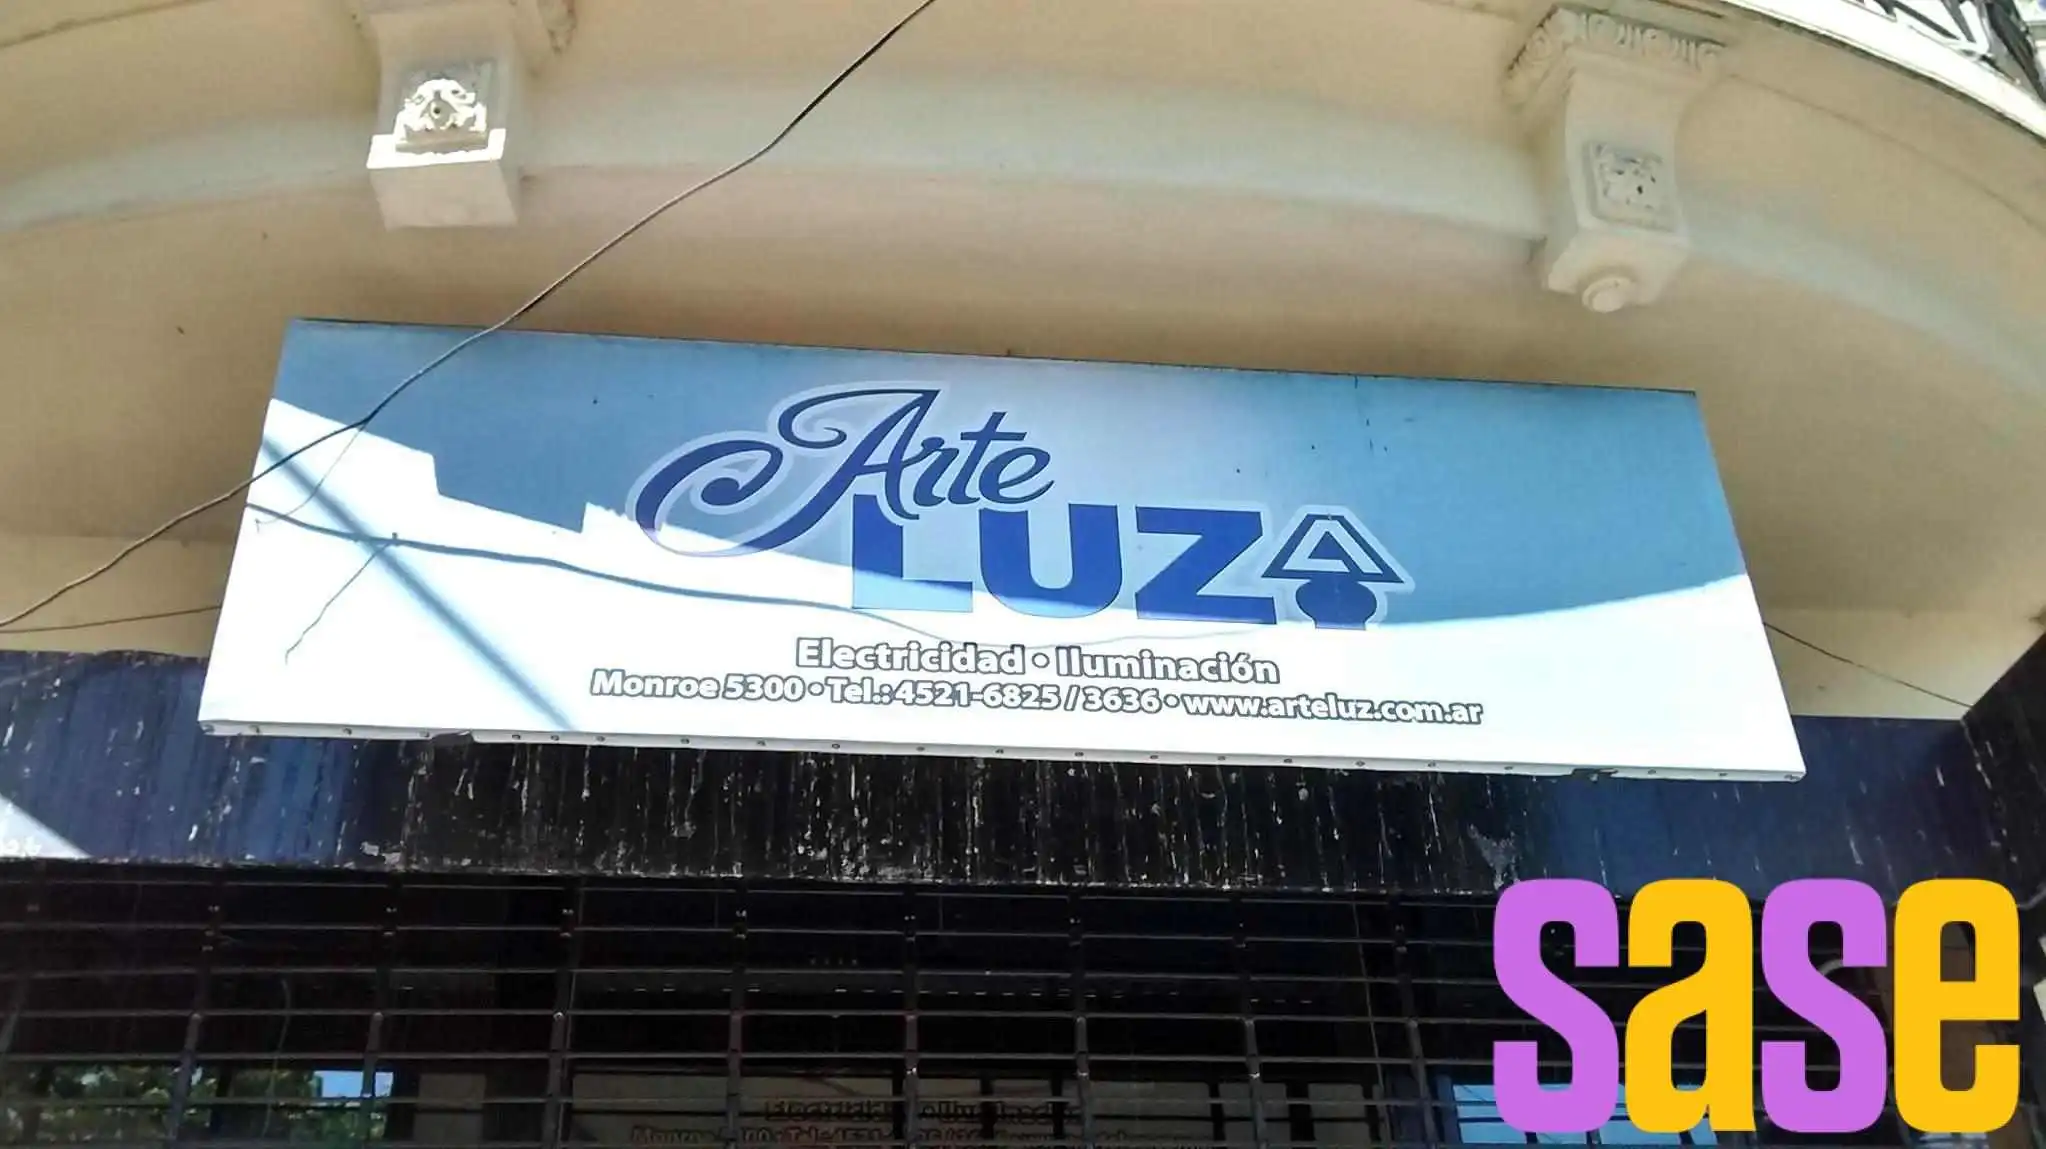 Arte
LUZ
Electricidad • Iluminación
Monroe 5300 • Tel.: 4521-6825 / 3636 • www.arteluz.com.ar
sase